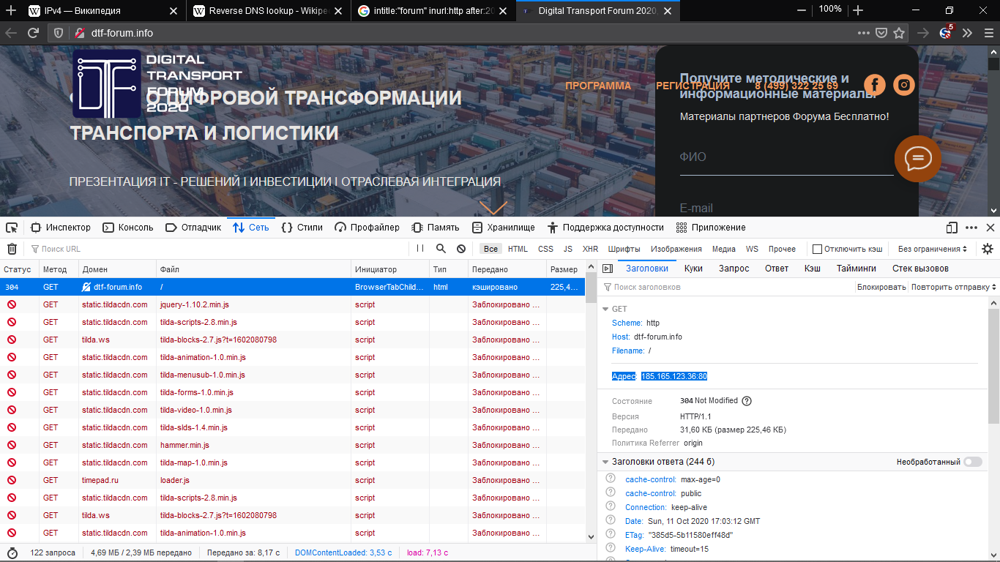 IPv4 — Википедия
Reverse DNS lookup - Wikipe
intitle:"forum" inurl:http after:20
Digital Transport Forum 2020,
100%
dtf-forum.info
5
DIGITAL
TRANSPORT
FORUM
2020
О ЦИФРОВОЙ ТРАНСФОРМАЦИИ
ТРАНСПОРТА И ЛОГИСТИКИ
ПРЕЗЕНТАЦИЯ IT - РЕШЕНИЙ I ИНВЕСТИЦИИ I ОТРАСЛЕВАЯ ИНТЕГРАЦИЯ
ПРОГРАММА
РЕГИСТРАЦИЯ
8 (499) 322 25 69
Получите методические и
информационные материалы
Материалы партнеров Форума Бесплатно!
ФИО
E-mail
Инспектор Консоль Отладчик Сеть Стили Профайлер Память Хранилище Поддержка доступности Приложение
Поиск URL
Все HTML CSS JS XHR Шрифты Изображения Медиа WS Прочее Отключить кэш Без ограничения
Статус Метод Домен Файл Инициатор Тип Передано Размер
304 GET dtf-forum.info / BrowserTabChild... html кэшировано 225,4...
GET static.tildacdn.com jquery-1.10.2.min.js script Заблокировано ...
GET static.tildacdn.com tilda-scripts-2.8.min.js script Заблокировано ...
GET tilda.ws tilda-blocks-2.7.js?t=1602080798 script Заблокировано ...
GET static.tildacdn.com tilda-animation-1.0.min.js script Заблокировано ...
GET static.tildacdn.com tilda-menusub-1.0.min.js script Заблокировано ...
GET static.tildacdn.com tilda-forms-1.0.min.js script Заблокировано ...
GET static.tildacdn.com tilda-video-1.0.min.js script Заблокировано ...
GET static.tildacdn.com tilda-slds-1.4.min.js script Заблокировано ...
GET static.tildacdn.com hammer.min.js script Заблокировано ...
GET static.tildacdn.com tilda-map-1.0.min.js script Заблокировано ...
GET timepad.ru loader.js script Заблокировано ...
GET static.tildacdn.com tilda-scripts-2.8.min.js script Заблокировано ...
GET tilda.ws tilda-blocks-2.7.js?t=1602080798 script Заблокировано ...
GET static.tildacdn.com tilda-animation-1.0.min.js script Заблокировано ...
122 запроса 4,69 МБ / 2,39 МБ передано Передано за: 8,17 с DOMContentLoaded: 3,53 с load: 7,13 с
Заголовки Куки Запрос Ответ Кэш Тайминги Стек вызовов
Поиск заголовков Блокировать Повторить отправку
GET
Scheme: http
Host: dtf-forum.info
Filename: /
Адрес: 185.165.123.36:80
Состояние 304 Not Modified
Версия HTTP/1.1
Передано 31,60 КБ (размер 225,46 КБ)
Политика Referrer origin
Заголовки ответа (244 б) Необработанный
cache-control: max-age=0
cache-control: public
Connection: keep-alive
Date: Sun, 11 Oct 2020 17:03:12 GMT
ETag: "385d5-5b11580eff48d"
Keep-Alive: timeout=15